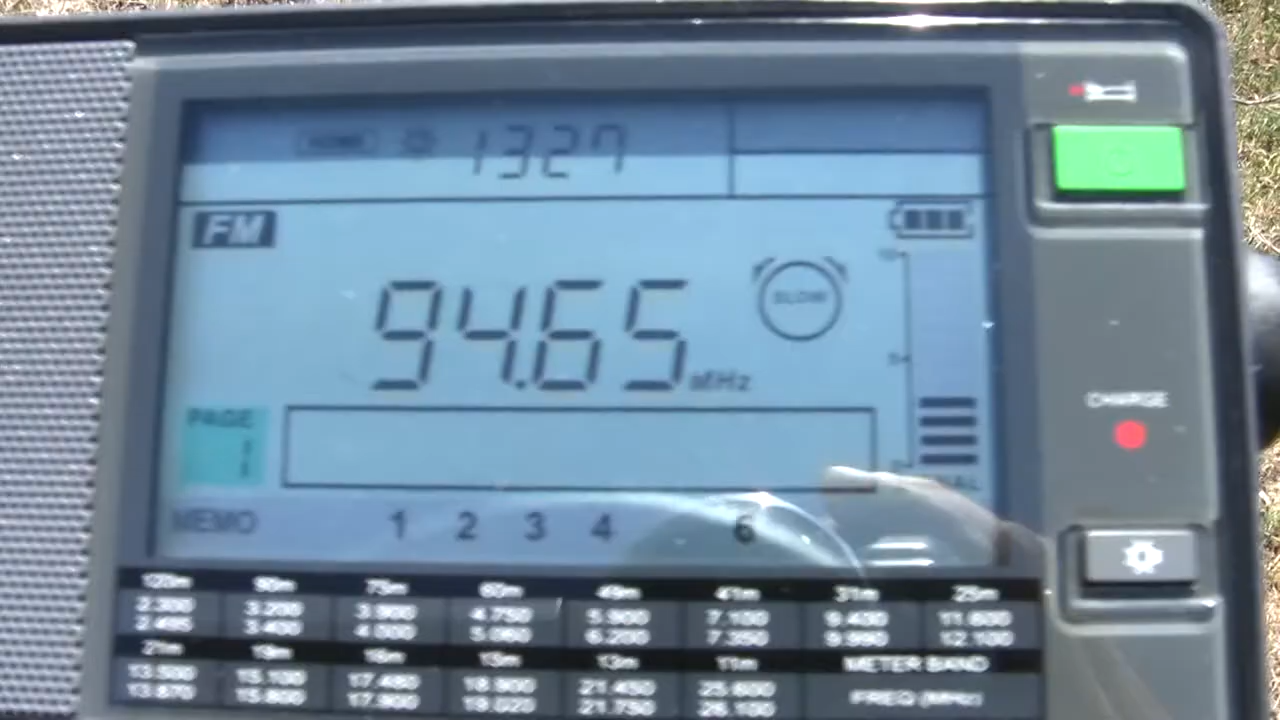 HOME 1327
FM
94.65 MHz
SLOW
10
5
PAGE
1
MEMO 1 2 3 4 6
CHARGE
120m 90m 75m 60m 49m 41m 31m 25m
2.300 3.200 3.900 4.750 5.900 7.100 9.400 11.600
2.495 3.400 4.000 5.060 6.200 7.350 9.990 12.100
21m 19m 16m 15m 13m 11m METER BAND
13.500 15.100 17.480 18.900 21.450 25.600 FREQ (MHz)
13.870 15.800 17.900 19.020 21.750 26.100